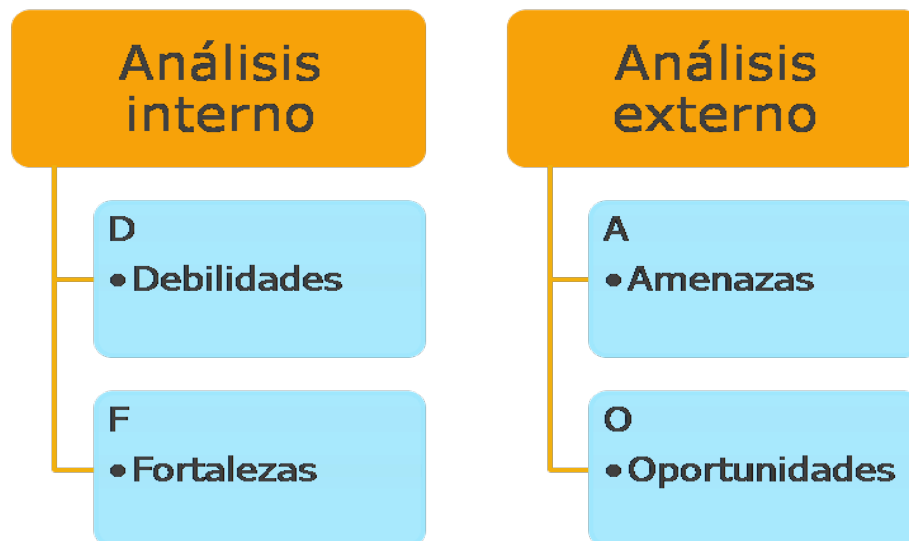 Análisis
interno
D
•Debilidades
F
•Fortalezas
Análisis
externo
A
•Amenazas
O
•Oportunidades